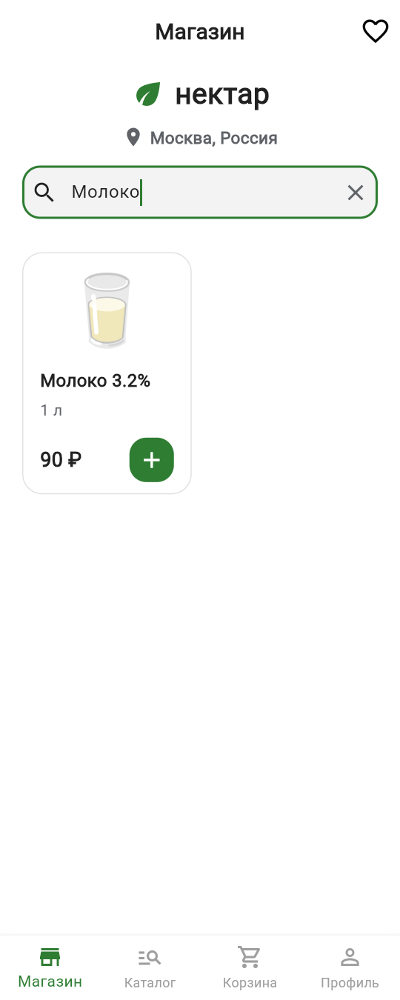 Магазин
нектар
Москва, Россия
Молоко
Молоко 3.2%
1 л
90 ₽
Магазин
Каталог
Корзина
Профиль